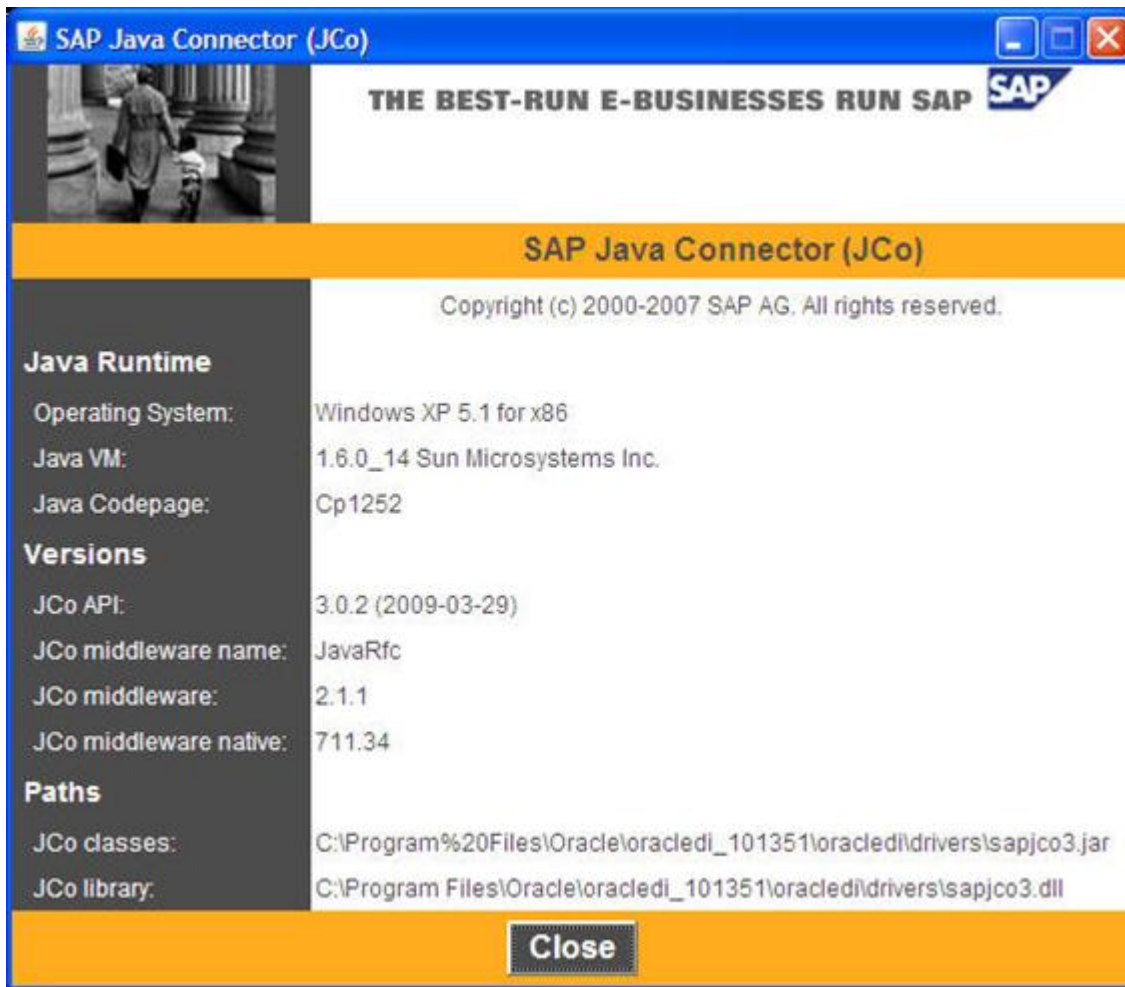 SAP Java Connector (JCo)
THE BEST-RUN E-BUSINESSES RUN SAP SAP
SAP Java Connector (JCo)
Copyright (c) 2000-2007 SAP AG. All rights reserved.
Java Runtime
Operating System: Windows XP 5.1 for x86
Java VM: 1.6.0_14 Sun Microsystems Inc.
Java Codepage: Cp1252
Versions
JCo API: 3.0.2 (2009-03-29)
JCo middleware name: JavaRfc
JCo middleware: 2.1.1
JCo middleware native: 711.34
Paths
JCo classes: C:\Program%20Files\Oracle\oracledi_101351\oracledi\drivers\sapjco3.jar
JCo library: C:\Program Files\Oracle\oracledi_101351\oracledi\drivers\sapjco3.dll
Close